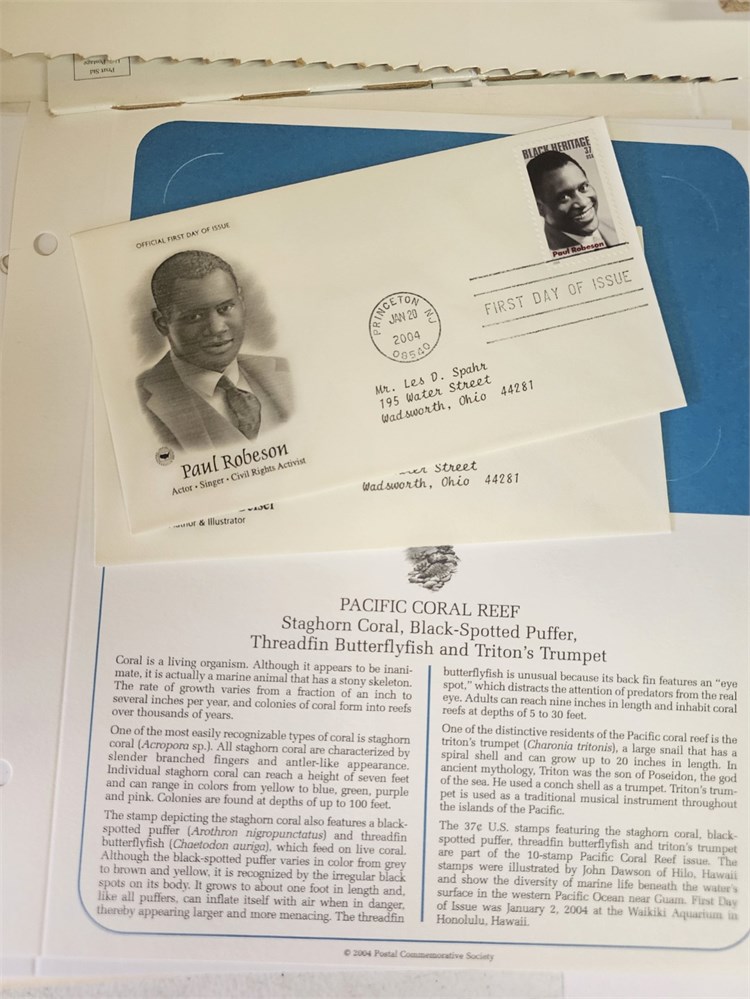 Post Paid
OFFICIAL FIRST DAY OF ISSUE
BLACK HERITAGE
37
USA
Paul Robeson
PRINCETON NJ
JAN 20
2004
08540
FIRST DAY OF ISSUE
Mr. Les D. Spahr
195 Water Street
Wadsworth, Ohio 44281
Paul Robeson
Actor • Singer • Civil Rights Activist
Street
Wadsworth, Ohio 44281
& Illustrator
PACIFIC CORAL REEF
Staghorn Coral, Black-Spotted Puffer,
Threadfin Butterflyfish and Triton's Trumpet
Coral is a living organism. Although it appears to be inani-
mate, it is actually a marine animal that has a stony skeleton.
The rate of growth varies from a fraction of an inch to
several inches per year, and colonies of coral form into reefs
over thousands of years.
One of the most easily recognizable types of coral is staghorn
coral (Acropora sp.). All staghorn coral are characterized by
slender branched fingers and antler-like appearance.
Individual staghorn coral can reach a height of seven feet
and can range in colors from yellow to blue, green, purple
and pink. Colonies are found at depths of up to 100 feet.
The stamp depicting the staghorn coral also features a black-
spotted puffer (Arothron nigropunctatus) and threadfin
butterflyfish (Chaetodon auriga), which feed on live coral.
Although the black-spotted puffer varies in color from grey
to brown and yellow, it is recognized by the irregular black
spots on its body. It grows to about one foot in length and,
like all puffers, can inflate itself with air when in danger,
thereby appearing larger and more menacing. The threadfin
butterflyfish is unusual because its back fin features an "eye
spot," which distracts the attention of predators from the real
eye. Adults can reach nine inches in length and inhabit coral
reefs at depths of 5 to 30 feet.
One of the distinctive residents of the Pacific coral reef is the
triton's trumpet (Charonia tritonis), a large snail that has a
spiral shell and can grow up to 20 inches in length. In
ancient mythology, Triton was the son of Poseidon, the god
of the sea. He used a conch shell as a trumpet. Triton's trum-
pet is used as a traditional musical instrument throughout
the islands of the Pacific.
The 37¢ U.S. stamps featuring the staghorn coral, black-
spotted puffer, threadfin butterflyfish and triton's trumpet
are part of the 10-stamp Pacific Coral Reef issue. The
stamps were illustrated by John Dawson of Hilo, Hawaii
and show the diversity of marine life beneath the water's
surface in the western Pacific Ocean near Guam. First Day
of Issue was January 2, 2004 at the Waikiki Aquarium in
Honolulu, Hawaii.
© 2004 Postal Commemorative Society